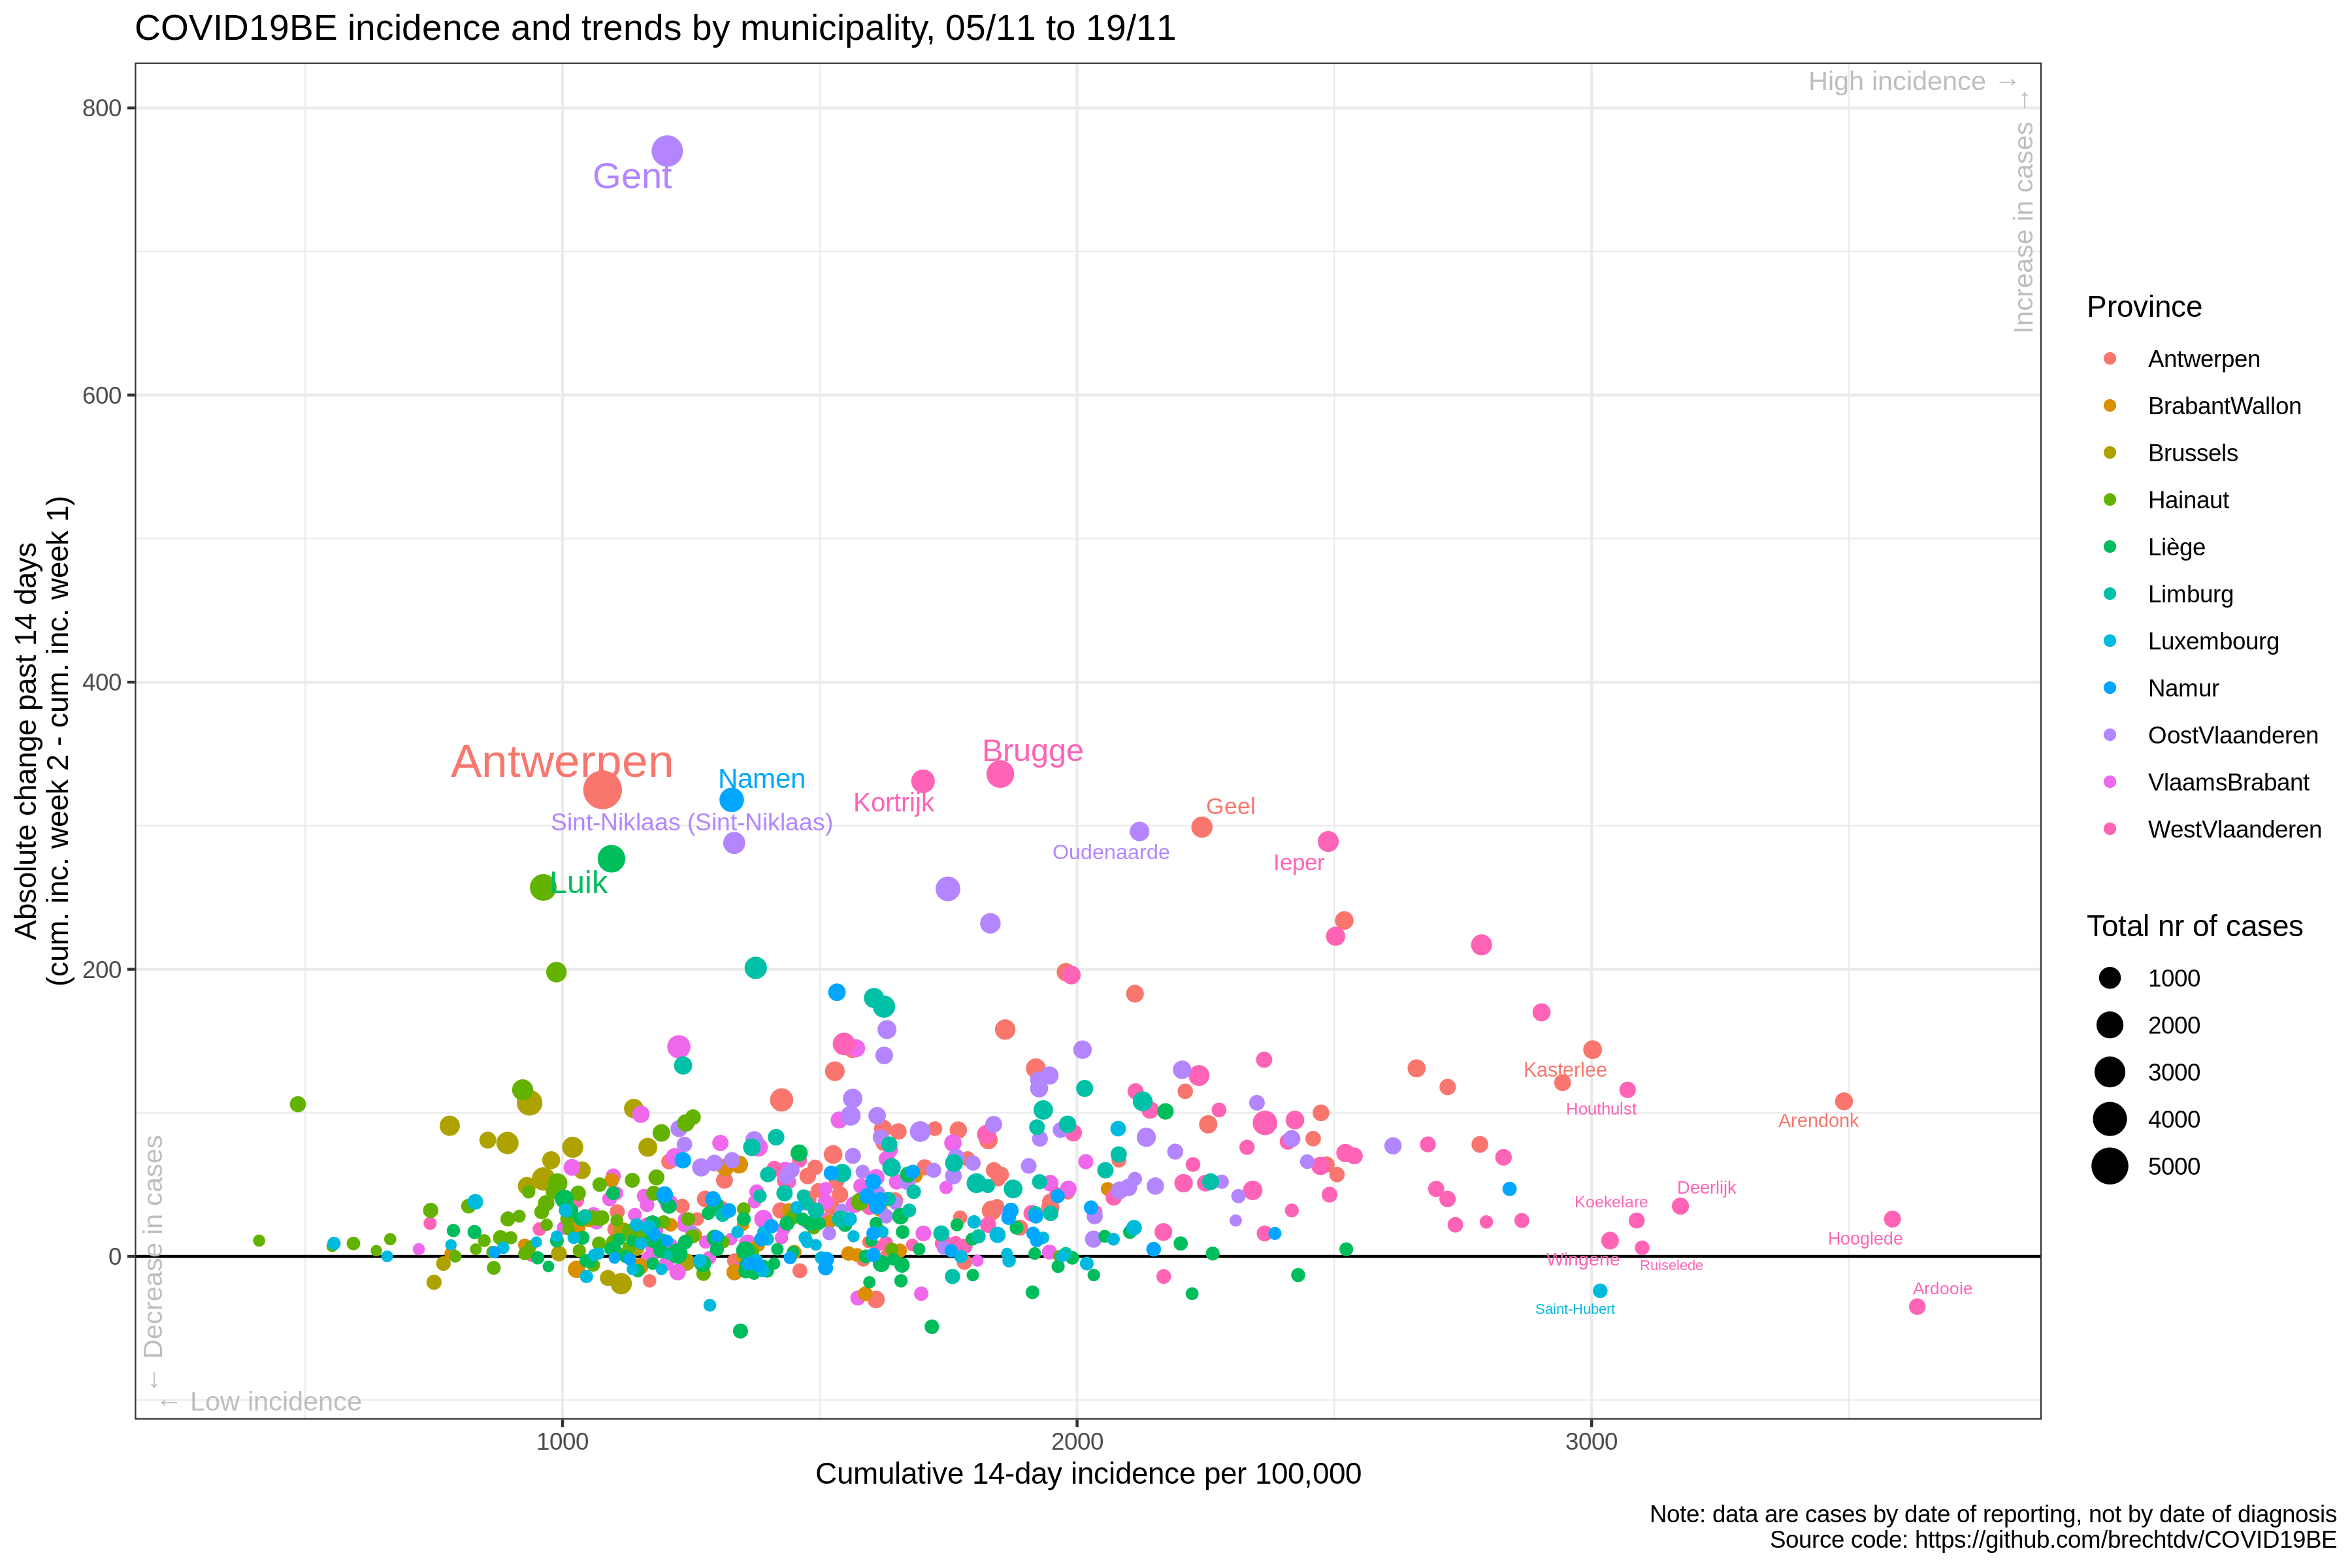 COVID19BE incidence and trends by municipality, 05/11 to 19/11
High incidence →
Increase in cases →
800
600
400
200
0
Absolute change past 14 days
(cum. inc. week 2 - cum. inc. week 1)
Gent
Antwerpen
Namen
Brugge
Kortrijk
Sint-Niklaas (Sint-Niklaas)
Geel
Oudenaarde
Ieper
Luik
Kasterlee
Houthulst
Arendonk
Deerlijk
Koekelare
Hooglede
Wingene
Ruiselede
Ardooie
Saint-Hubert
← Decrease in cases
← Low incidence
1000
2000
3000
Cumulative 14-day incidence per 100,000
Province
Antwerpen
BrabantWallon
Brussels
Hainaut
Liège
Limburg
Luxembourg
Namur
OostVlaanderen
VlaamsBrabant
WestVlaanderen
Total nr of cases
1000
2000
3000
4000
5000
Note: data are cases by date of reporting, not by date of diagnosis
Source code: https://github.com/brechtdv/COVID19BE